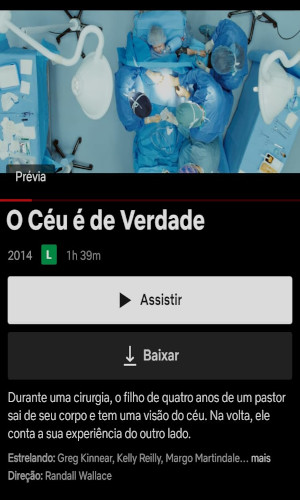 Prévia
O Céu é de Verdade
2014 L 1h 39m
Assistir
Baixar
Durante uma cirurgia, o filho de quatro anos de um pastor
sai de seu corpo e tem uma visão do céu. Na volta, ele
conta a sua experiência do outro lado.
Estrelando: Greg Kinnear, Kelly Reilly, Margo Martindale... mais
Direção: Randall Wallace